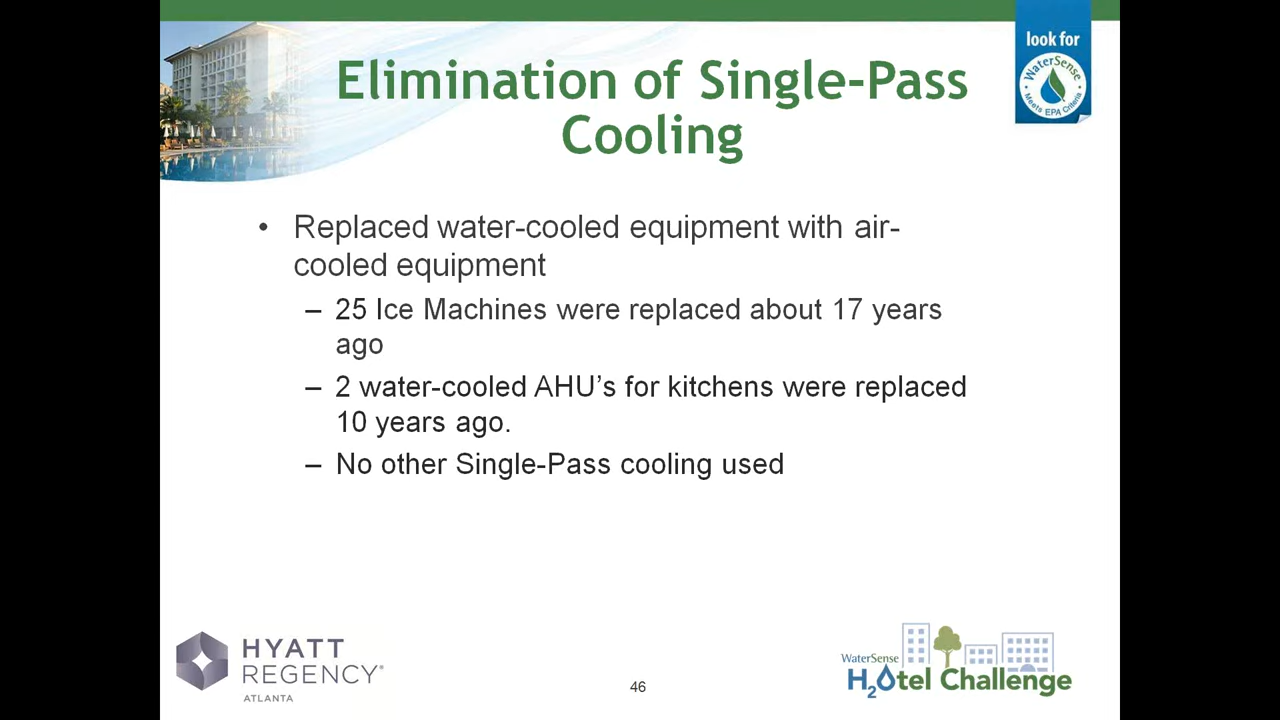 look for
WaterSense
Meets EPA Criteria
Elimination of Single-Pass
Cooling
• Replaced water-cooled equipment with air-
cooled equipment
– 25 Ice Machines were replaced about 17 years
ago
– 2 water-cooled AHU’s for kitchens were replaced
10 years ago.
– No other Single-Pass cooling used
HYATT
REGENCY®
ATLANTA
46
WaterSense
H2Otel Challenge